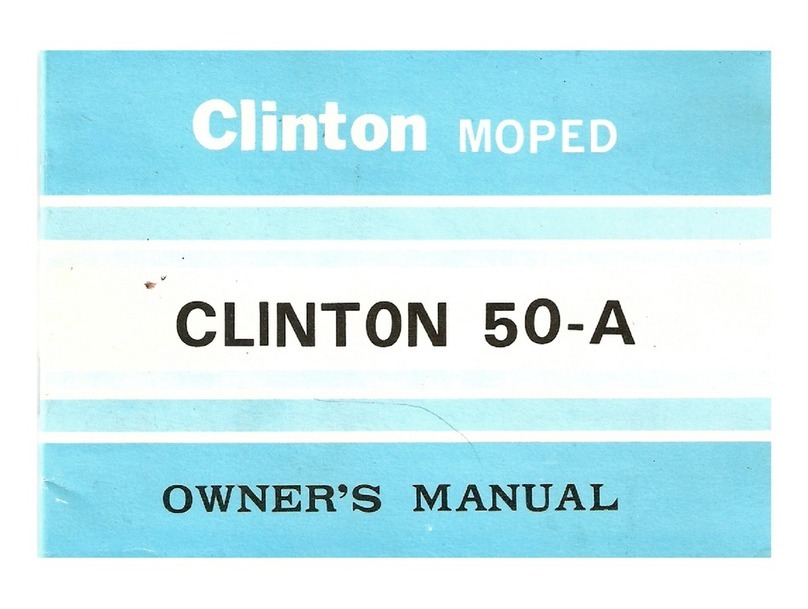 Clinton MOPED
CLINTON 50-A
OWNER'S MANUAL